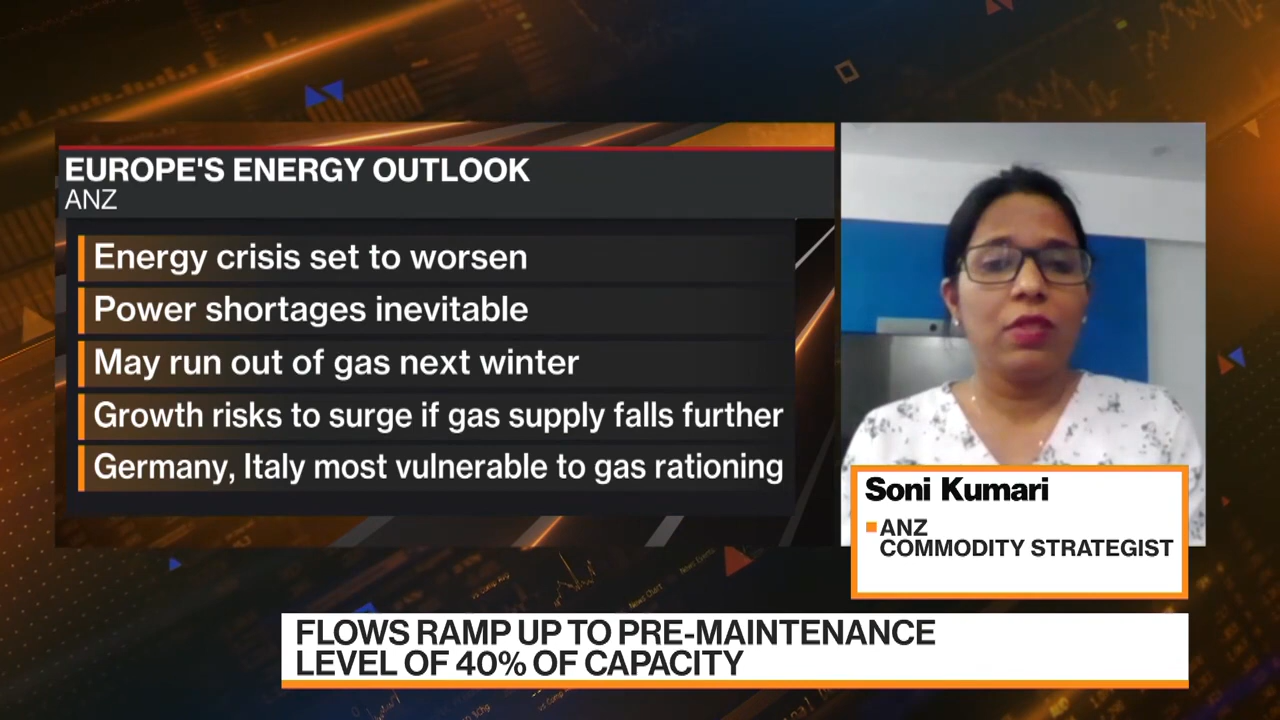 EUROPE'S ENERGY OUTLOOK
ANZ
Energy crisis set to worsen
Power shortages inevitable
May run out of gas next winter
Growth risks to surge if gas supply falls further
Germany, Italy most vulnerable to gas rationing
Soni Kumari
ANZ
COMMODITY STRATEGIST
FLOWS RAMP UP TO PRE-MAINTENANCE
LEVEL OF 40% OF CAPACITY